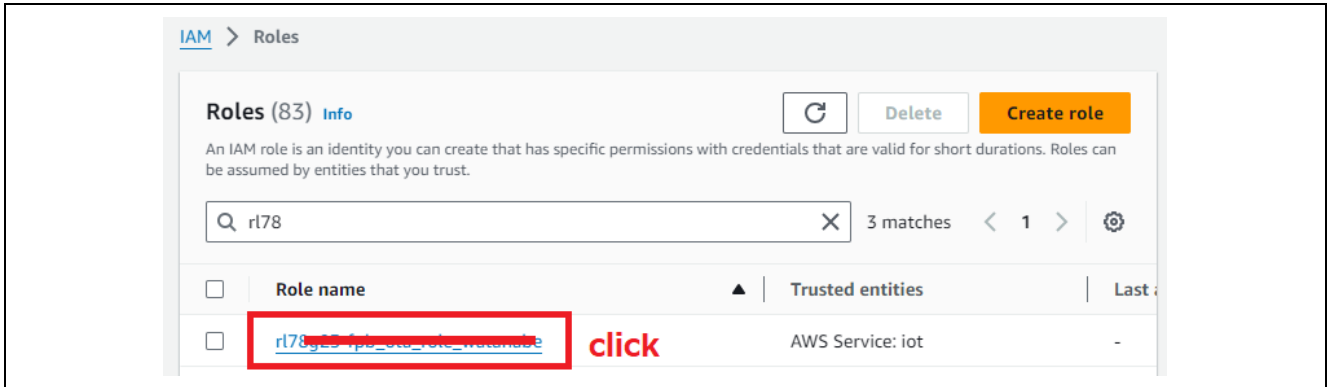 IAM > Roles
Roles (83) Info
Delete
Create role
An IAM role is an identity you can create that has specific permissions with credentials that are valid for short durations. Roles can
be assumed by entities that you trust.
rl78
3 matches
1
Role name
Trusted entities
Last
click
AWS Service: iot
-